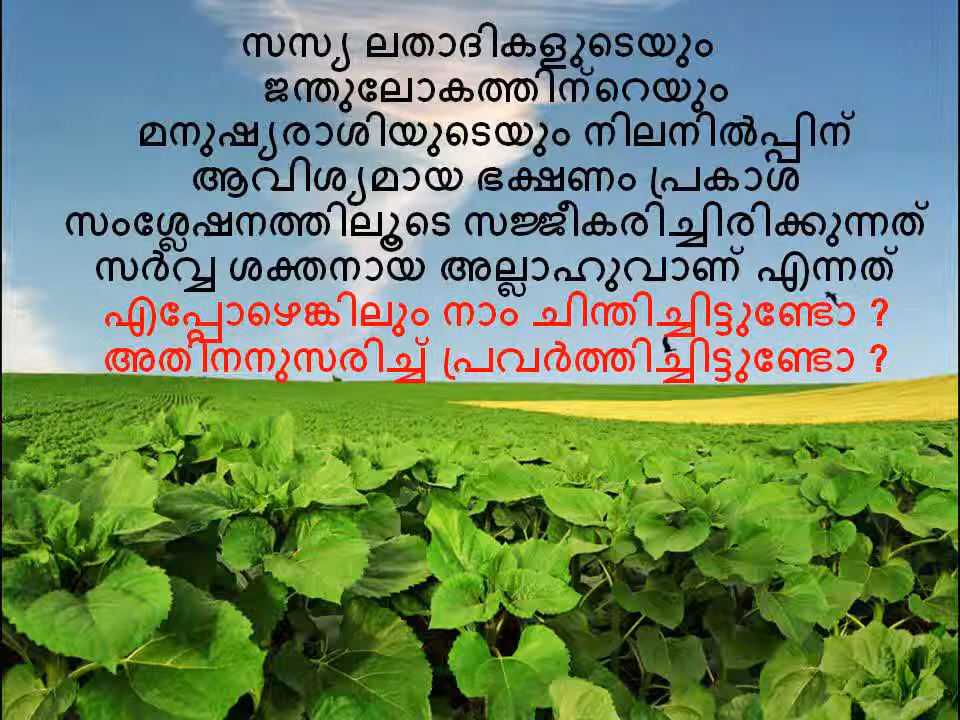 സസ്യ ലതാദികളുടെയും
ജന്തുലോകത്തിന്റെയും
മനുഷ്യരാശിയുടെയും നിലനിൽപ്പിന്
ആവിശ്യമായ ഭക്ഷണം പ്രകാശ
സംശ്ലേഷനത്തിലൂടെ സജ്ജീകരിച്ചിരിക്കുന്നത്
സർവ്വ ശക്തനായ അല്ലാഹുവാണ് എന്നത്
എപ്പോഴെങ്കിലും നാം ചിന്തിച്ചിട്ടുണ്ടോ ?
അതിനനുസരിച്ച് പ്രവർത്തിച്ചിട്ടുണ്ടോ ?